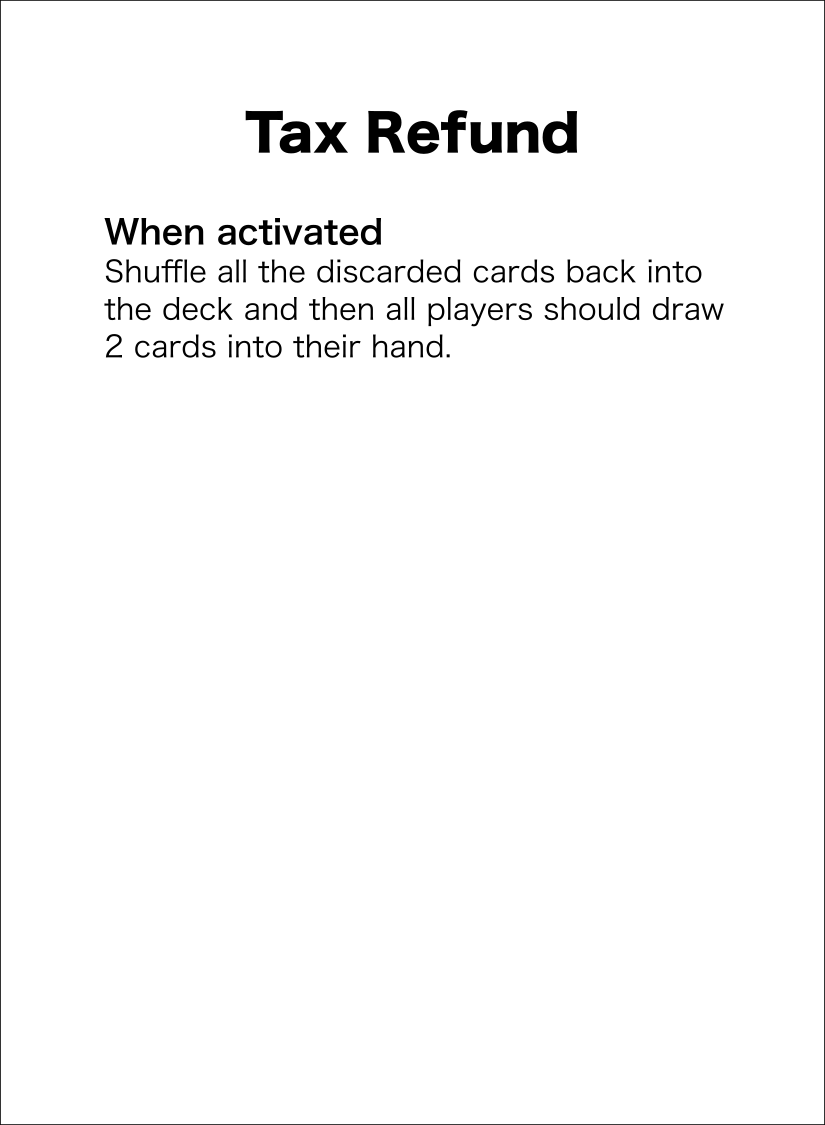 Tax Refund
When activated
Shuffle all the discarded cards back into
the deck and then all players should draw
2 cards into their hand.